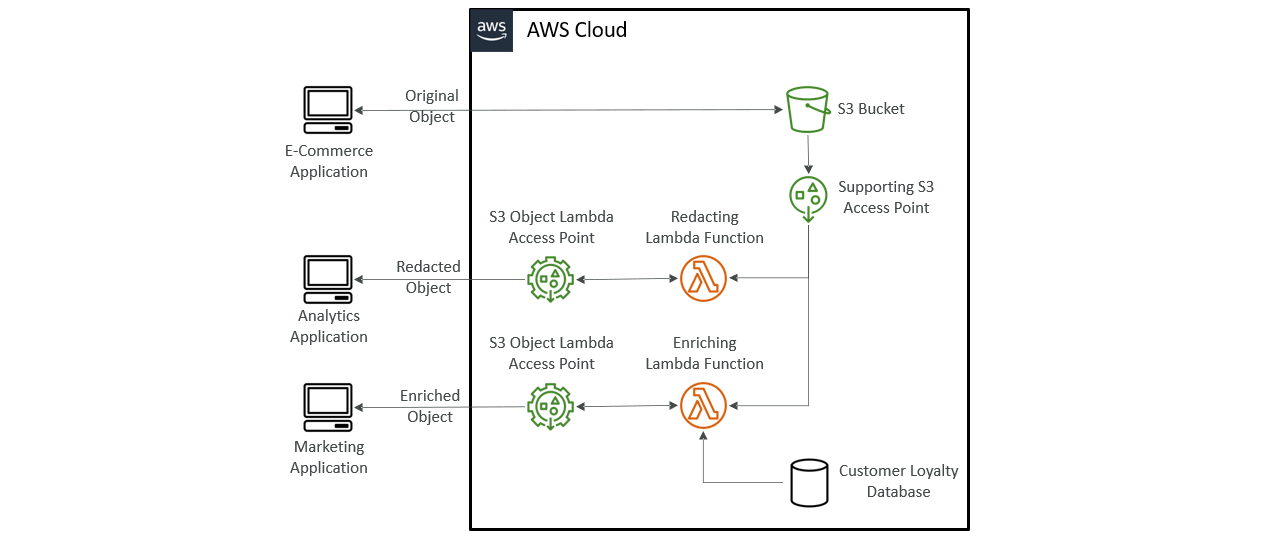 aws
AWS Cloud
Original
Object
S3 Bucket
E-Commerce
Application
Supporting S3
Access Point
S3 Object Lambda
Access Point
Redacting
Lambda Function
Redacted
Object
Analytics
Application
S3 Object Lambda
Access Point
Enriching
Lambda Function
Enriched
Object
Marketing
Application
Customer Loyalty
Database